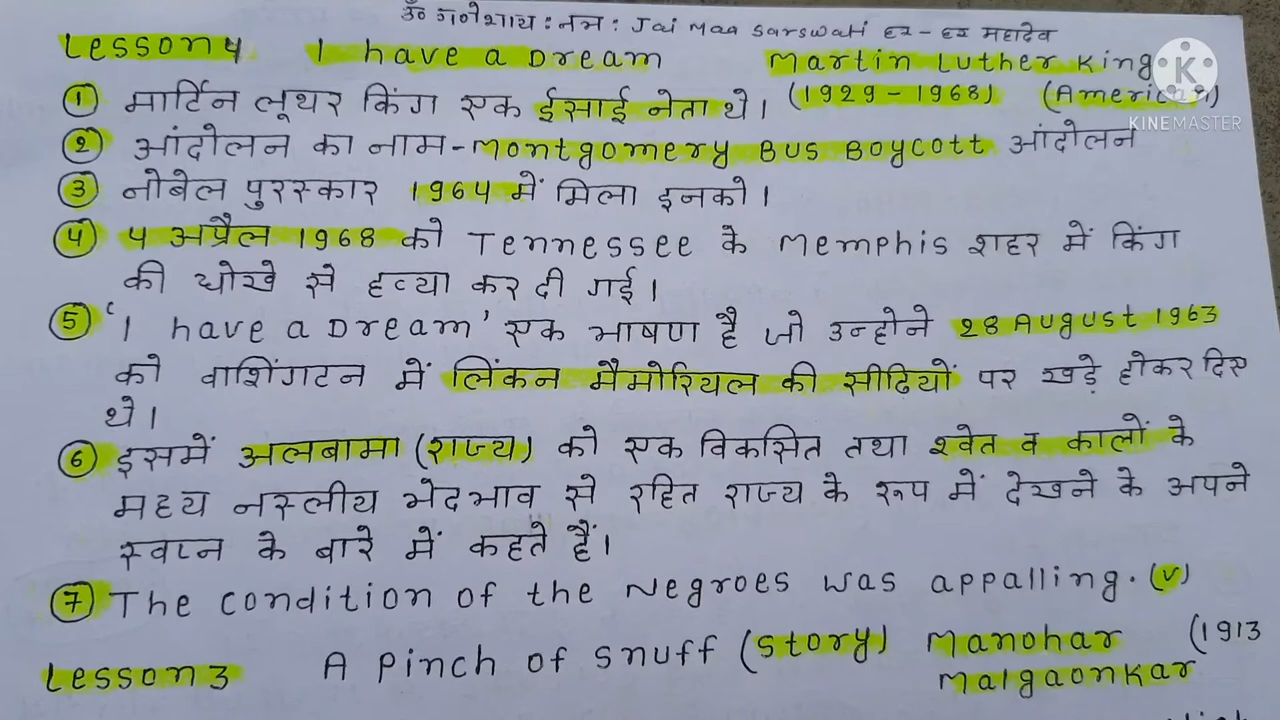 ॐ गनेशाय: नम: Jai Maa Sarswati हर-हर महादेव
Lesson 4 I have a Dream Martin Luther King
① मार्टिन लूथर किंग एक ईसाई नेता थे। (1929-1968) (American)
② आंदोलन का नाम-Montgomery Bus Boycott आंदोलन
③ नोबेल पुरस्कार 1964 में मिला इनको।
④ 4 अप्रैल 1968 को Tennessee के Memphis शहर में किंग
की धोखे से हत्या कर दी गई।
⑤ 'I have a Dream' एक भाषण है जो उन्होने 28 August 1963
को वाशिंगटन में लिंकन मैमोरियल की सीढियों पर खड़े होकर दिए
थे।
⑥ इसमें अलबामा (राज्य) को एक विकसित तथा श्वेत व कालों के
मध्य नस्लीय भेदभाव से रहित राज्य के रूप में देखने के अपने
स्वप्न के बारे में कहते हैं।
⑦ The condition of the Negroes was appalling. (V)
Lesson 3 A Pinch of Snuff (Story) Manohar (1913
Malgaonkar
K
KINEMASTER